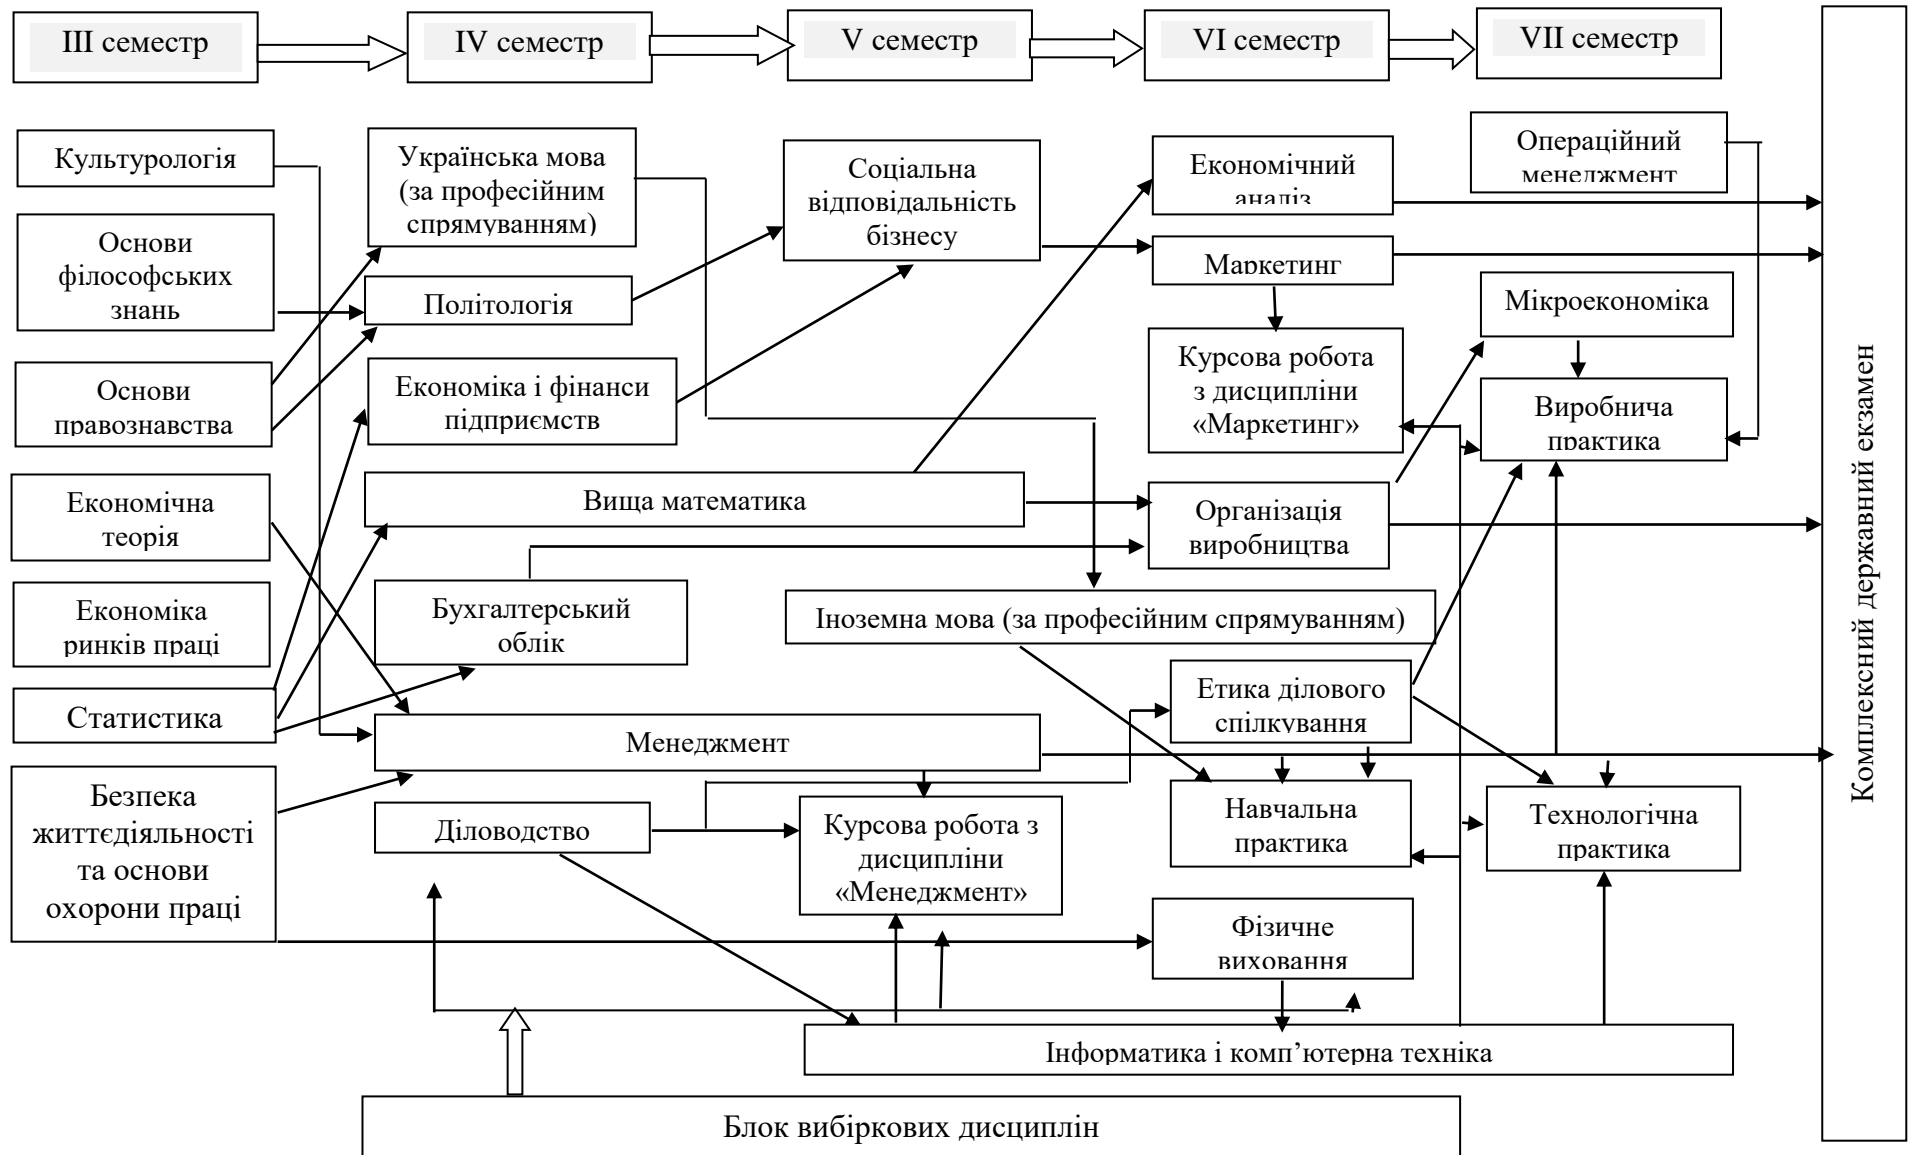 III семестр
IV семестр
V семестр
VI семестр
VII семестр
Культурологія
Основи
філософських
знань
Основи
правознавства
Економічна
теорія
Економіка
ринків праці
Статистика
Безпека
життєдіяльності
та основи
охорони праці
Українська мова
(за професійним
спрямуванням)
Політологія
Економіка і фінанси
підприємств
Вища математика
Бухгалтерський
облік
Менеджмент
Діловодство
Соціальна
відповідальність
бізнесу
Іноземна мова (за професійним спрямуванням)
Курсова робота з
дисципліни
«Менеджмент»
Економічний
аналіз
Маркетинг
Курсова робота
з дисципліни
«Маркетинг»
Організація
виробництва
Етика ділового
спілкування
Навчальна
практика
Фізичне
виховання
Інформатика і комп’ютерна техніка
Операційний
менеджмент
Мікроекономіка
Виробнича
практика
Технологічна
практика
Комплексний державний екзамен
Блок вибіркових дисциплін